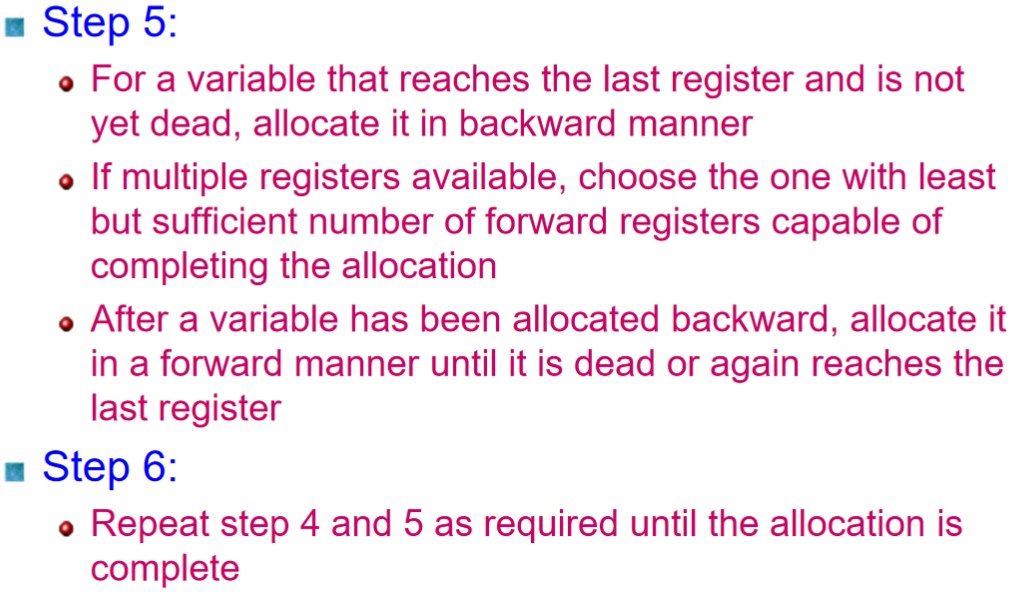 Step 5:
For a variable that reaches the last register and is not
yet dead, allocate it in backward manner
If multiple registers available, choose the one with least
but sufficient number of forward registers capable of
completing the allocation
After a variable has been allocated backward, allocate it
in a forward manner until it is dead or again reaches the
last register
Step 6:
Repeat step 4 and 5 as required until the allocation is
complete